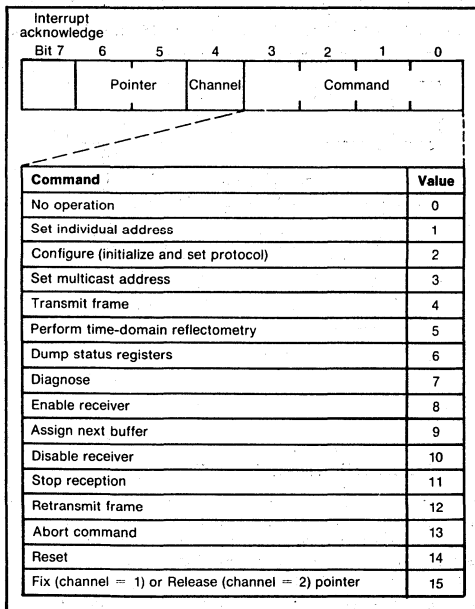 Interrupt
acknowledge
Bit 7 6 5 4 3 2 1 0
Pointer Channel Command
Command Value
No operation 0
Set individual address 1
Configure (initialize and set protocol) 2
Set multicast address 3
Transmit frame 4
Perform time-domain reflectometry 5
Dump status registers 6
Diagnose 7
Enable receiver 8
Assign next buffer 9
Disable receiver 10
Stop reception 11
Retransmit frame 12
Abort command 13
Reset 14
Fix (channel = 1) or Release (channel = 2) pointer 15